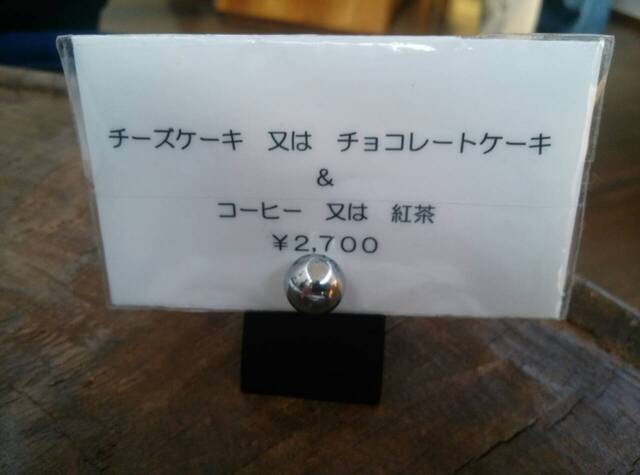 チーズケーキ　又は　チョコレートケーキ
&
コーヒー　又は　紅茶
￥2,700